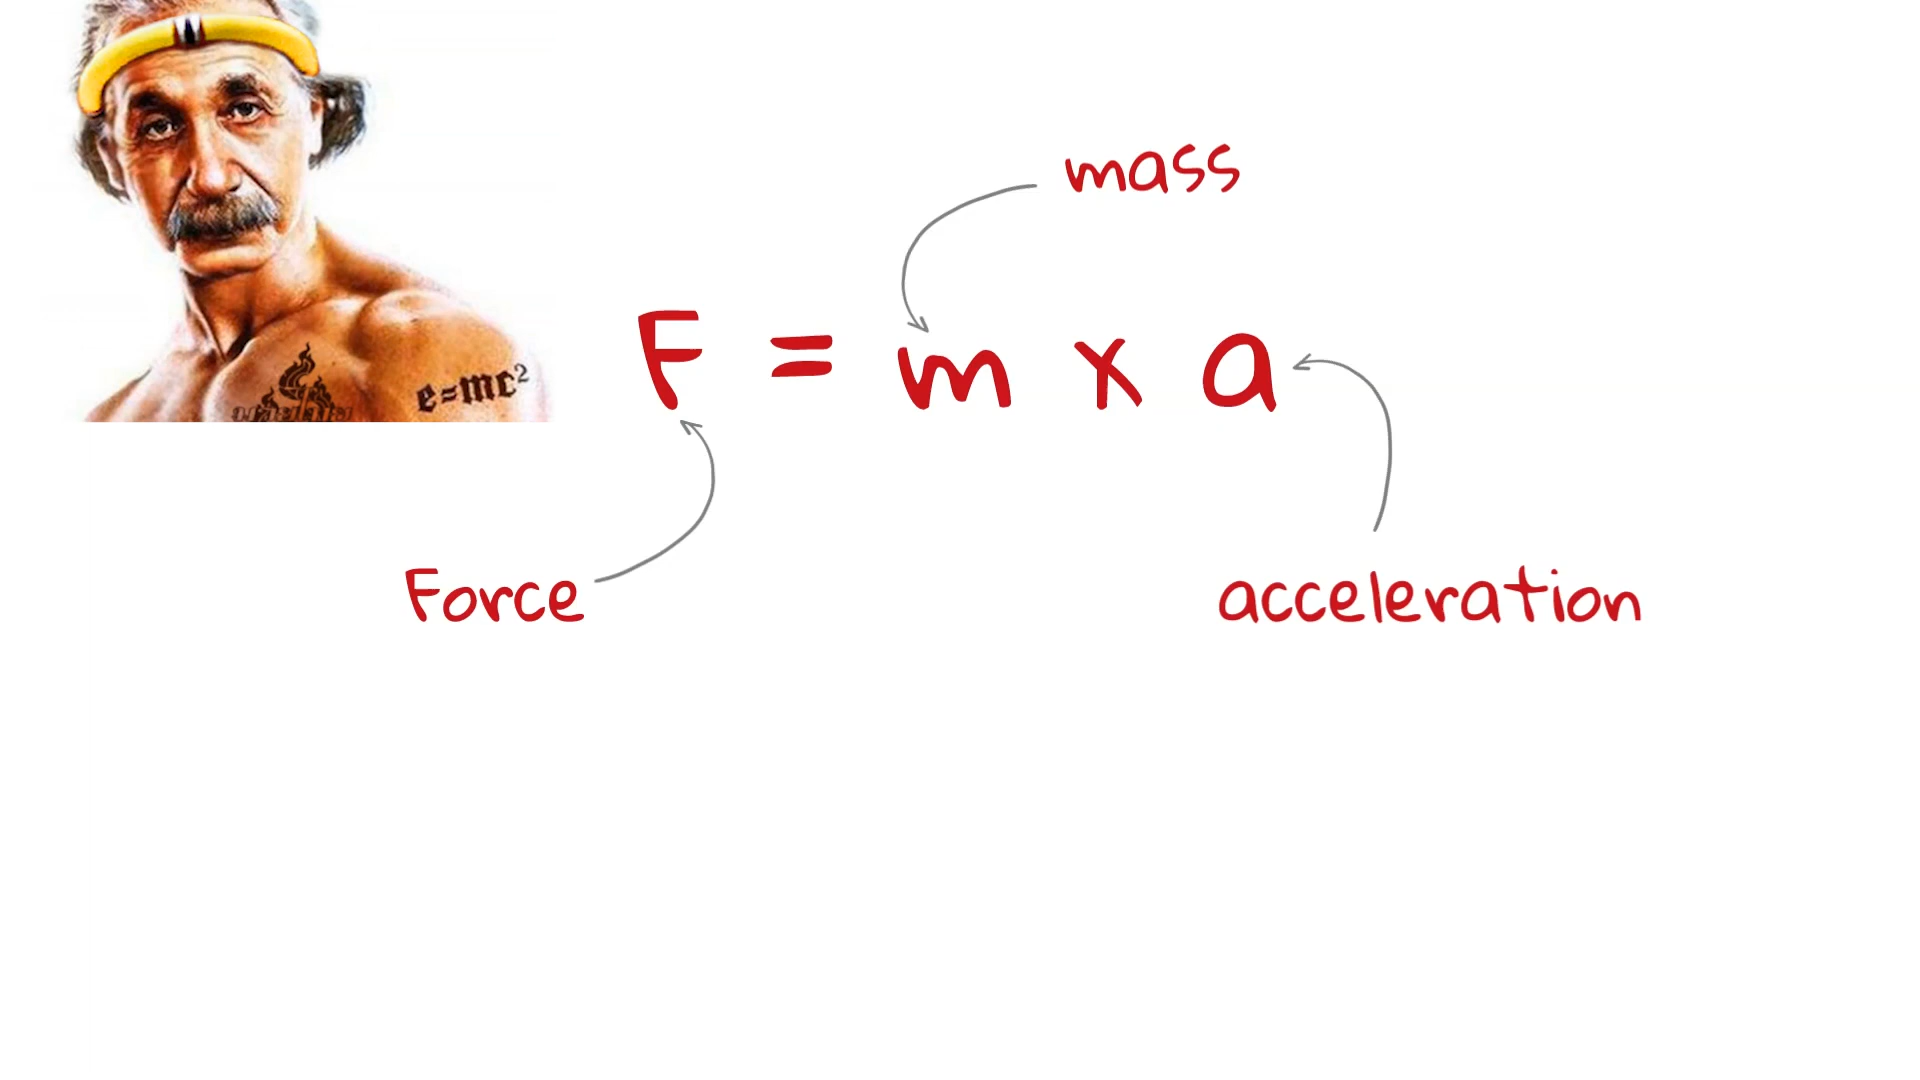 mass
F = m x a
e=mc²
Force
acceleration